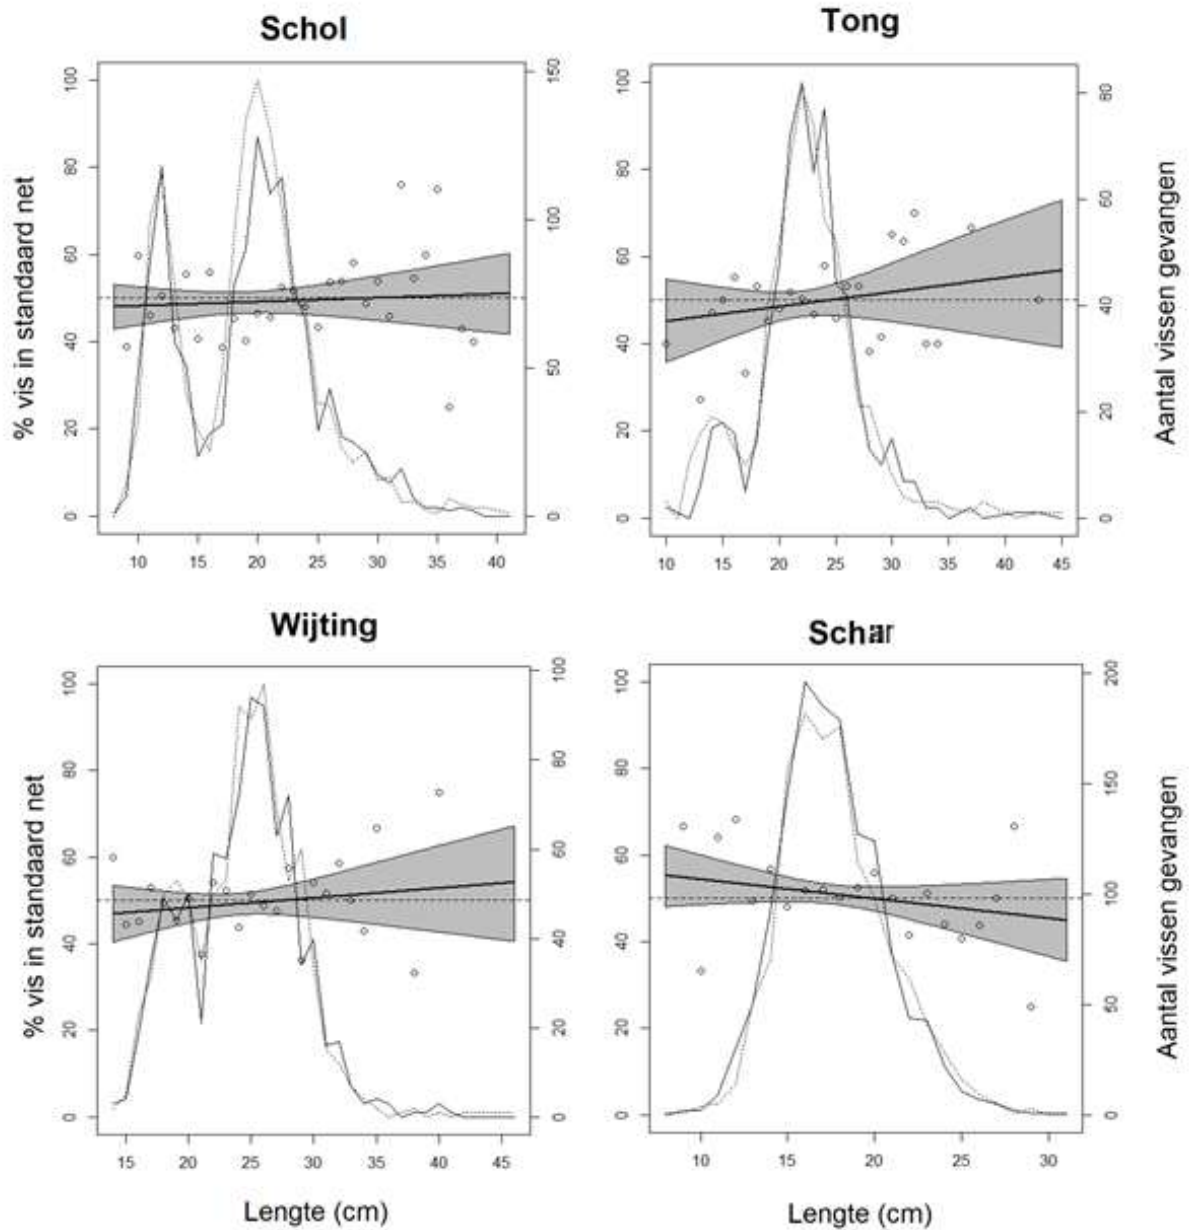 Schol
Tong
% vis in standaard net
0 20 40 60 80 100
0 50 100 150
10 15 20 25 30 35 40
0 20 40 60 80 100
0 20 40 60 80
10 15 20 25 30 35 40 45
Aantal vissen gevangen
Wijting
Schar
% vis in standaard net
0 20 40 60 80 100
0 20 40 60 80 100
15 20 25 30 35 40 45
Lengte (cm)
0 20 40 60 80 100
0 50 100 150 200
10 15 20 25 30
Lengte (cm)
Aantal vissen gevangen